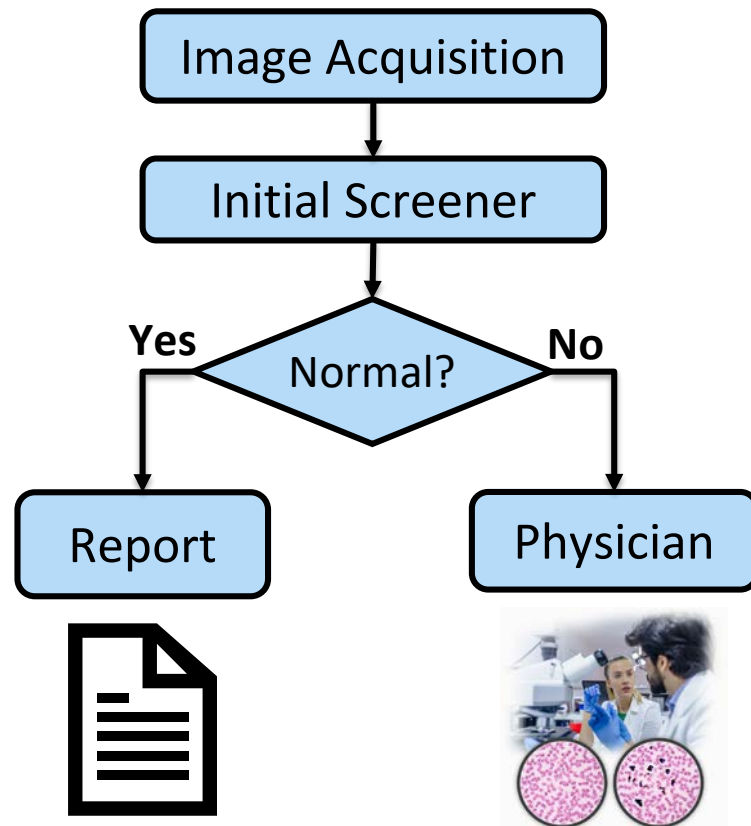 Image Acquisition
Initial Screener
Normal?
Yes
No
Report
Physician